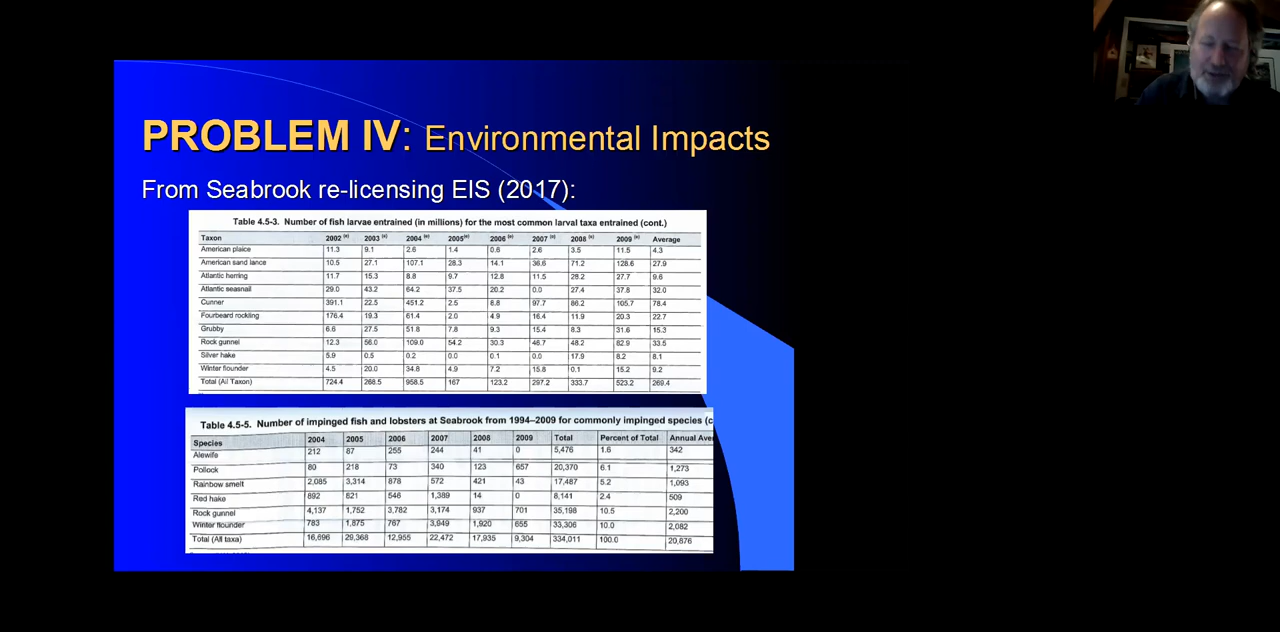 PROBLEM IV: Environmental Impacts
From Seabrook re-licensing EIS (2017):
Table 4.5-3. Number of fish larvae entrained (in millions) for the most common larval taxa entrained (cont.)
Taxon 2002 (a) 2003 (a) 2004 (a) 2005(a) 2006 (a) 2007 (a) 2008 (a) 2009 (a) Average
American plaice 11.3 9.1 2.6 1.4 0.8 2.6 3.5 11.5 4.3
American sand lance 10.5 27.1 107.1 28.3 14.1 36.6 71.2 128.6 27.9
Atlantic herring 11.7 15.3 8.8 9.7 12.8 11.5 28.2 27.7 9.6
Atlantic seasnail 29.0 43.2 64.2 37.5 20.2 0.0 27.4 37.8 32.0
Cunner 391.1 22.5 451.2 2.5 8.8 97.7 86.2 105.7 78.4
Fourbeard rockling 176.4 19.3 61.4 2.0 4.9 16.4 11.9 20.3 22.7
Grubby 6.6 27.5 51.8 7.8 9.3 15.4 8.3 31.6 15.3
Rock gunnel 12.3 56.0 109.0 54.2 30.3 46.7 48.2 82.9 33.5
Silver hake 5.9 0.5 0.2 0.0 0.1 0.0 17.9 8.2 8.1
Winter flounder 4.5 20.0 34.8 4.9 7.2 15.8 0.1 15.2 9.2
Total (All Taxon) 724.4 268.5 958.5 167 123.2 297.2 333.7 523.2 269.4
Table 4.5-5. Number of impinged fish and lobsters at Seabrook from 1994–2009 for commonly impinged species (c
Species 2004 2005 2006 2007 2008 2009 Total Percent of Total Annual Aver
Alewife 212 87 255 244 41 0 5,476 1.6 342
Pollock 80 218 73 340 123 657 20,370 6.1 1,273
Rainbow smelt 2,085 3,314 878 572 421 43 17,487 5.2 1,093
Red hake 892 821 546 1,389 14 0 8,141 2.4 509
Rock gunnel 4,137 1,752 3,782 3,174 937 701 35,198 10.5 2,200
Winter flounder 783 1,875 767 3,949 1,920 655 33,306 10.0 2,082
Total (All taxa) 16,696 29,368 12,955 22,472 17,935 9,304 334,011 100.0 20,876